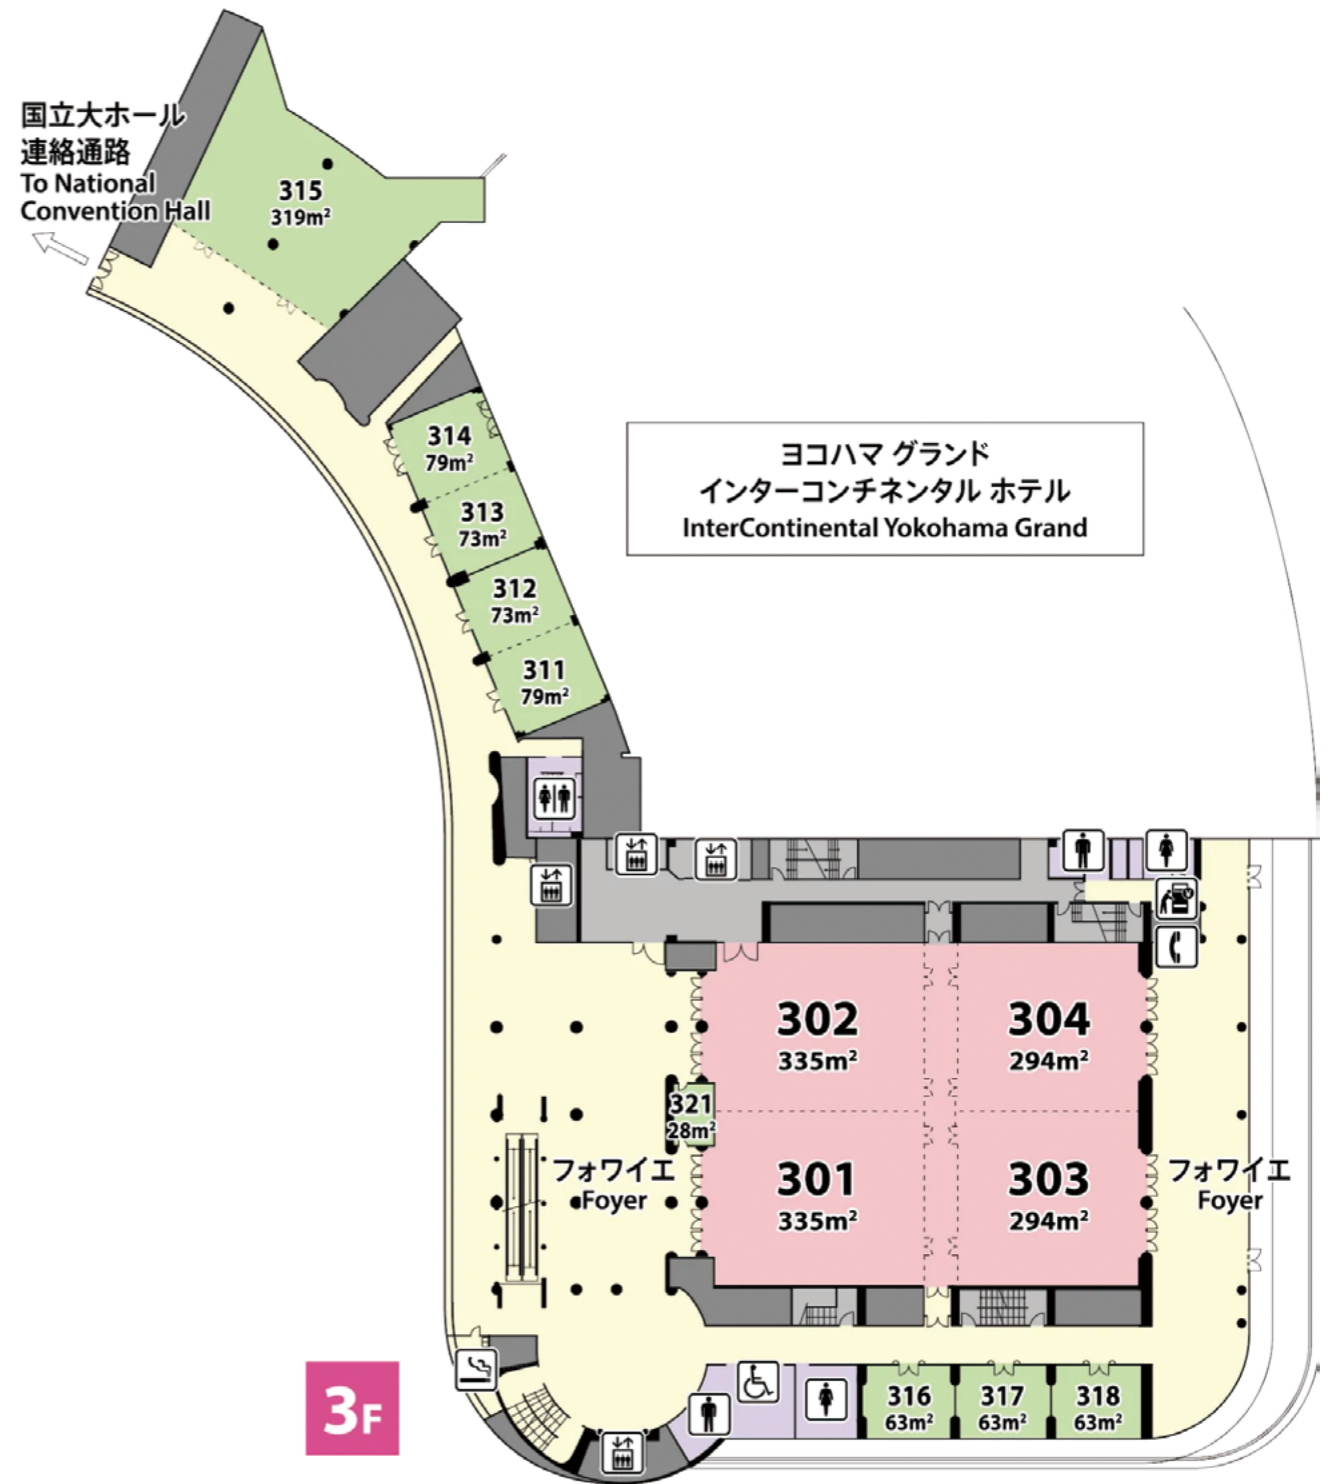 国立大ホール
連絡通路
To National
Convention Hall
315
319m²
314
79m²
313
73m²
312
73m²
311
79m²
ヨコハマ グランド
インターコンチネンタル ホテル
InterContinental Yokohama Grand
302
335m²
304
294m²
321
28m²
301
335m²
303
294m²
フォワイエ
Foyer
フォワイエ
Foyer
316
63m²
317
63m²
318
63m²
3F